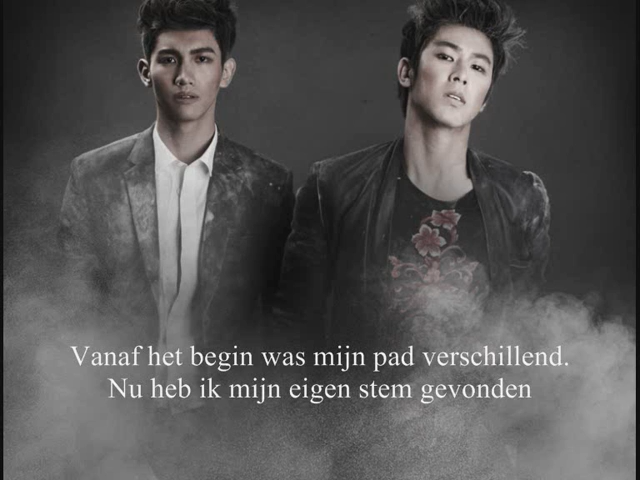 Vanaf het begin was mijn pad verschillend.
Nu heb ik mijn eigen stem gevonden